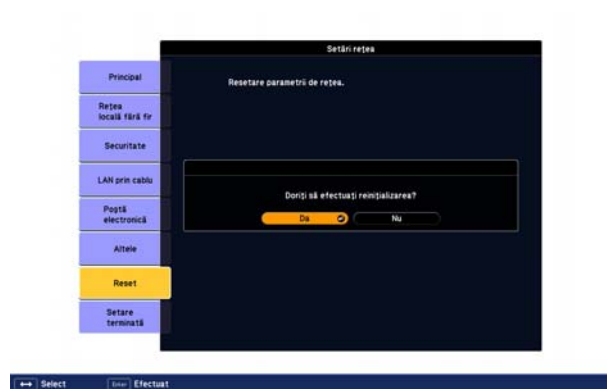 Setări rețea
Principal
Rețea
locală fără fir
Securitate
LAN prin cablu
Poștă
electronică
Altele
Reset
Setare
terminată
Resetare parametrii de rețea.
Doriți să efectuați reinițializarea?
Da
Nu
Select
Enter Efectuat